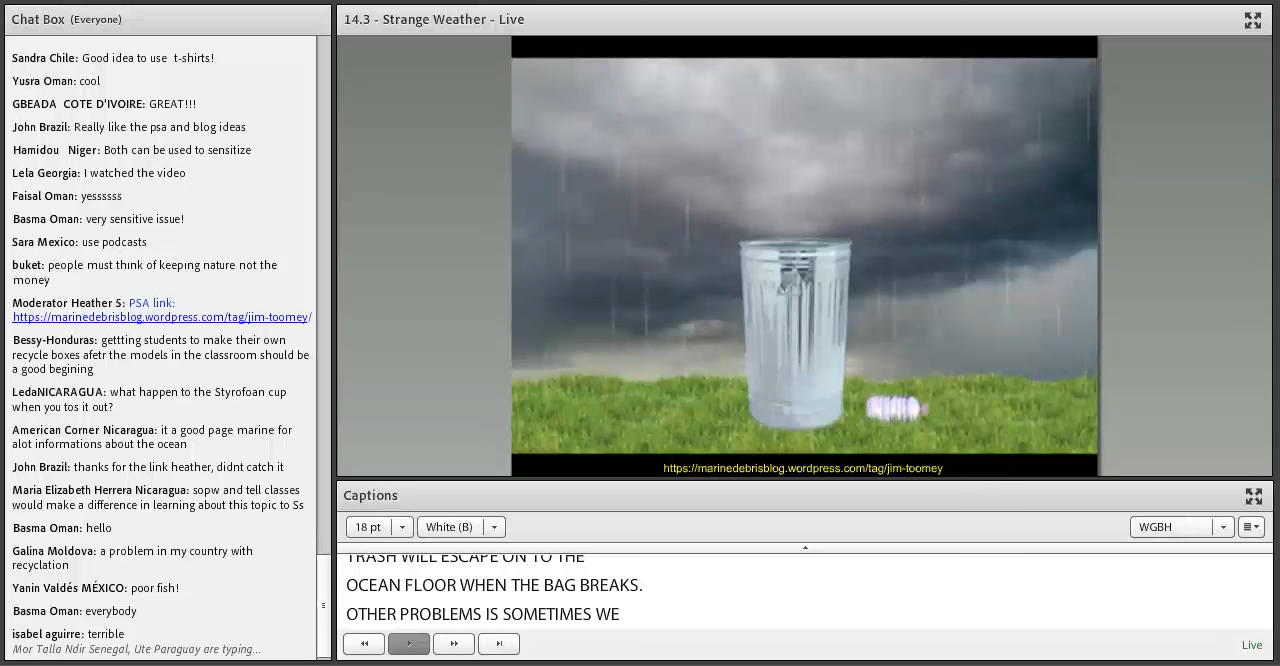 Chat Box (Everyone)
Sandra Chile: Good idea to use t-shirts!
Yusra Oman: cool
GBEADA COTE D'IVOIRE: GREAT!!!
John Brazil: Really like the psa and blog ideas
Hamidou Niger: Both can be used to sensitize
Lela Georgia: I watched the video
Faisal Oman: yessssss
Basma Oman: very sensitive issue!
Sara Mexico: use podcasts
buket: people must think of keeping nature not the
money
Moderator Heather 5: PSA link:
https://marinedebrisblog.wordpress.com/tag/jim-toomey/
Bessy-Honduras: gettting students to make their own
recycle boxes afetr the models in the classroom should be
a good begining
LedaNICARAGUA: what happen to the Styrofoan cup
when you tos it out?
American Corner Nicaragua: it a good page marine for
alot informations about the ocean
John Brazil: thanks for the link heather, didnt catch it
Maria Elizabeth Herrera Nicaragua: sopw and tell classes
would make a difference in learning about this topic to Ss
Basma Oman: hello
Galina Moldova: a problem in my country with
recyclation
Yanin Valdés MÉXICO: poor fish!
Basma Oman: everybody
isabel aguirre: terrible
Mor Talla Ndir Senegal, Ute Paraguay are typing...
14.3 - Strange Weather - Live
https://marinedebrisblog.wordpress.com/tag/jim-toomey
Captions
18 pt White (B) WGBH
TRASH WILL ESCAPE ON TO THE
OCEAN FLOOR WHEN THE BAG BREAKS.
OTHER PROBLEMS IS SOMETIMES WE
Live